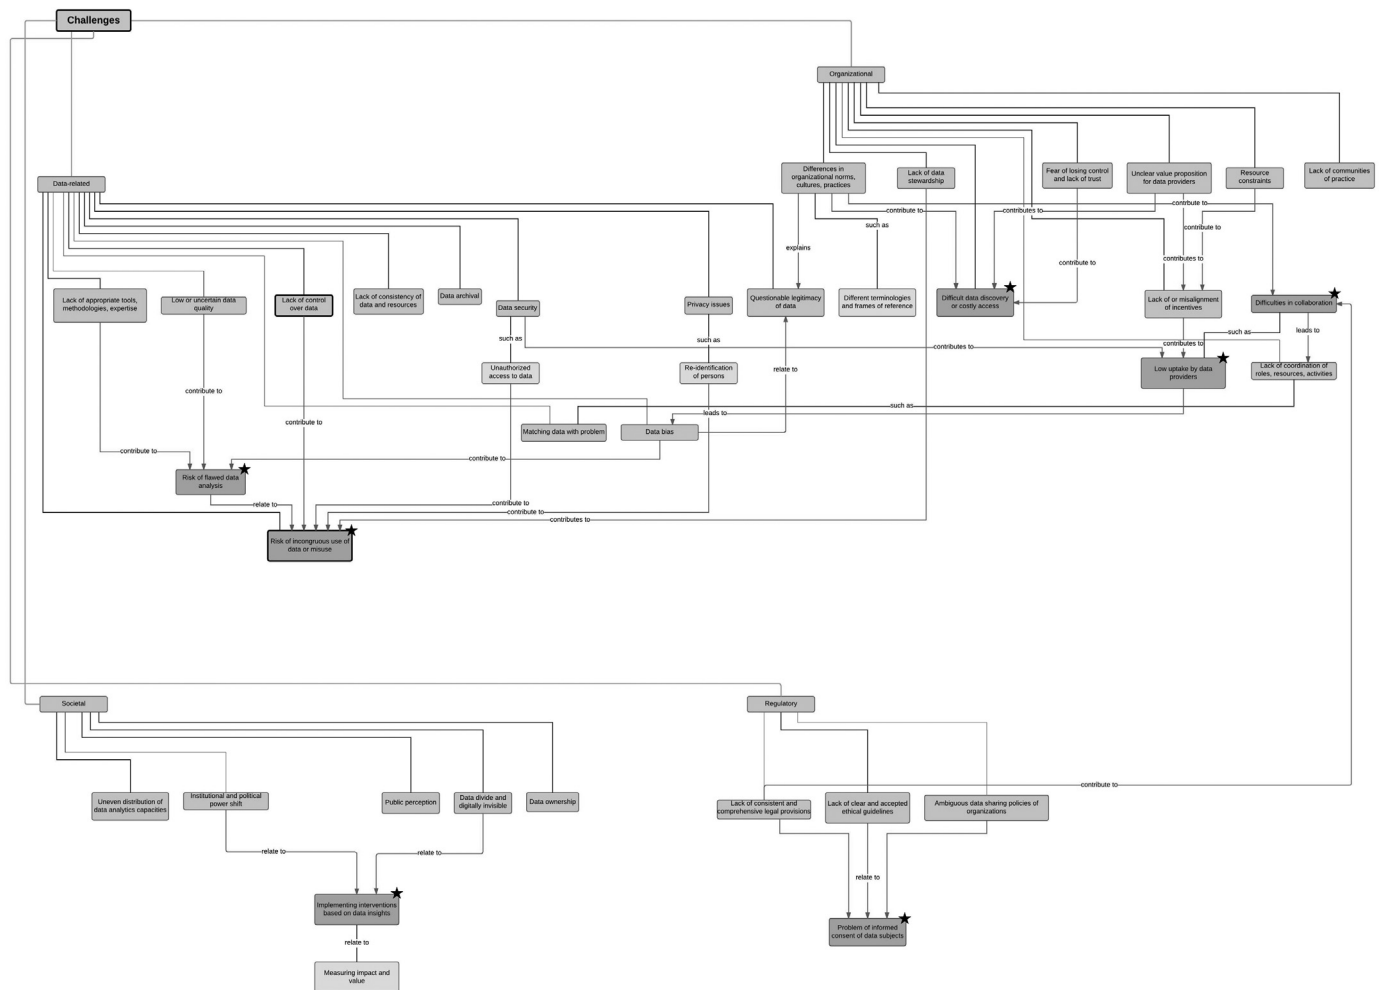 Challenges
Organizational
Differences in
organizational norms,
cultures, practices
Lack of data
stewardship
Fear of losing control
and lack of trust
Unclear value proposition
for data providers
Resource
constraints
Lack of communities
of practice
Data-related
contribute to
contributes to
contribute to
such as
contribute to
explains
contribute to
contributes to
Lack of appropriate tools,
methodologies, expertise
Low or uncertain data
quality
Lack of control
over data
Lack of consistency of
data and resources
Data archival
Data security
Privacy issues
Questionable legitimacy
of data
Different terminologies
and frames of reference
Difficult data discovery
or costly access
Lack of or misalignment
of incentives
Difficulties in collaboration
such as
such as
contributes to
contributes to
such as
leads to
Unauthorized
access to data
Re-identification
of persons
relate to
Low uptake by data
providers
Lack of coordination of
roles, resources, activities
contribute to
such as
leads to
contribute to
Matching data with problem
Data bias
contribute to
contribute to
Risk of flawed data
analysis
relate to
contribute to
contribute to
contributes to
Risk of incongruous use of
data or misuse
Societal
Regulatory
contribute to
Uneven distribution of
data analytics capacities
Institutional and political
power shift
Public perception
Data divide and
digitally invisible
Data ownership
Lack of consistent and
comprehensive legal provisions
Lack of clear and accepted
ethical guidelines
Ambiguous data sharing policies of
organizations
relate to
relate to
relate to
Implementing interventions
based on data insights
Problem of informed
consent of data subjects
relate to
Measuring impact and
value